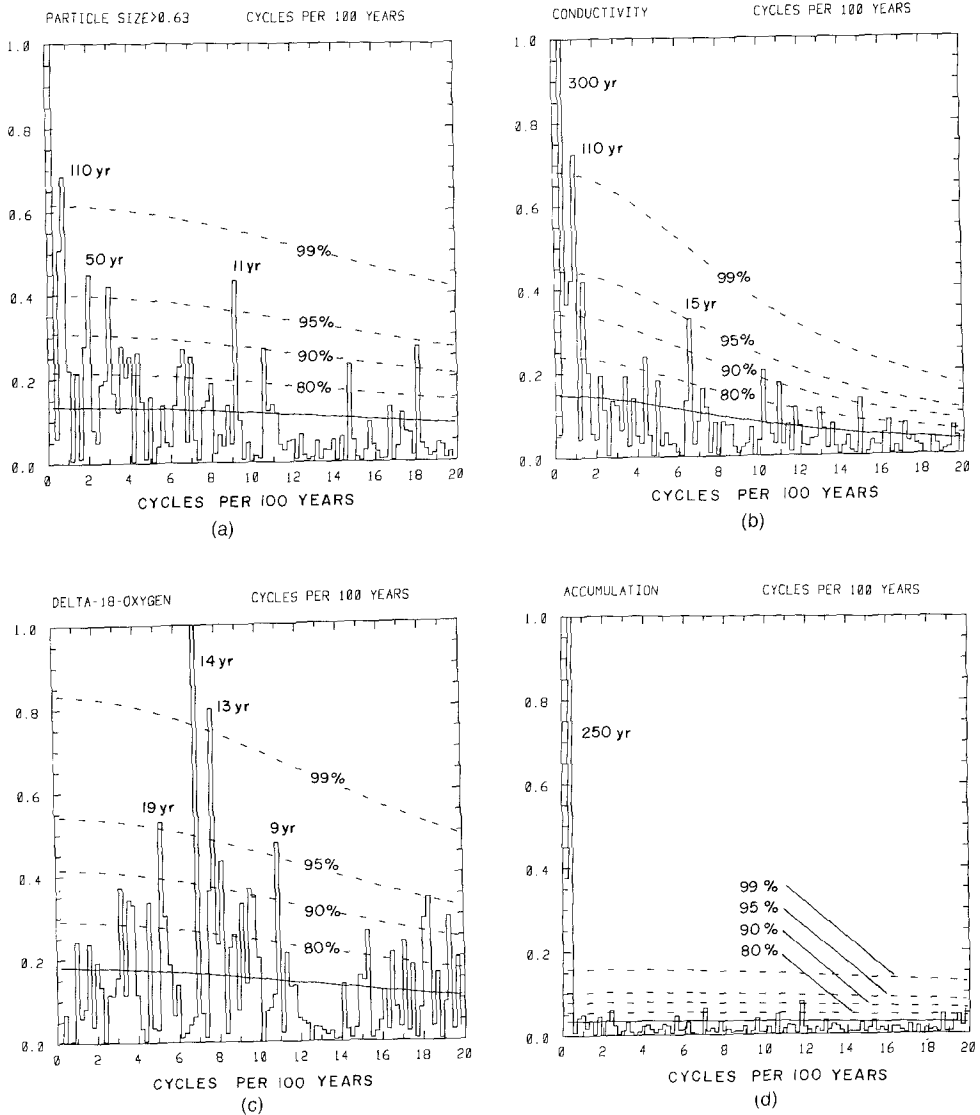 PARTICLE SIZE>0.63 CYCLES PER 100 YEARS
1.0
0.8
0.6
0.4
0.2
0.0
110 yr
50 yr
11 yr
99%
95%
90%
80%
0 2 4 6 8 10 12 14 16 18 20
CYCLES PER 100 YEARS
(a)
CONDUCTIVITY CYCLES PER 100 YEARS
1.0
0.8
0.6
0.4
0.2
0.0
300 yr
110 yr
15 yr
99%
95%
90%
80%
0 2 4 6 8 10 12 14 16 18 20
CYCLES PER 100 YEARS
(b)
DELTA-18-OXYGEN CYCLES PER 100 YEARS
1.0
0.8
0.6
0.4
0.2
0.0
14 yr
13 yr
19 yr
9 yr
99%
95%
90%
80%
0 2 4 6 8 10 12 14 16 18 20
CYCLES PER 100 YEARS
(c)
ACCUMULATION CYCLES PER 100 YEARS
1.0
0.8
0.6
0.4
0.2
0.0
250 yr
99 %
95 %
90 %
80 %
0 2 4 6 8 10 12 14 16 18 20
CYCLES PER 100 YEARS
(d)